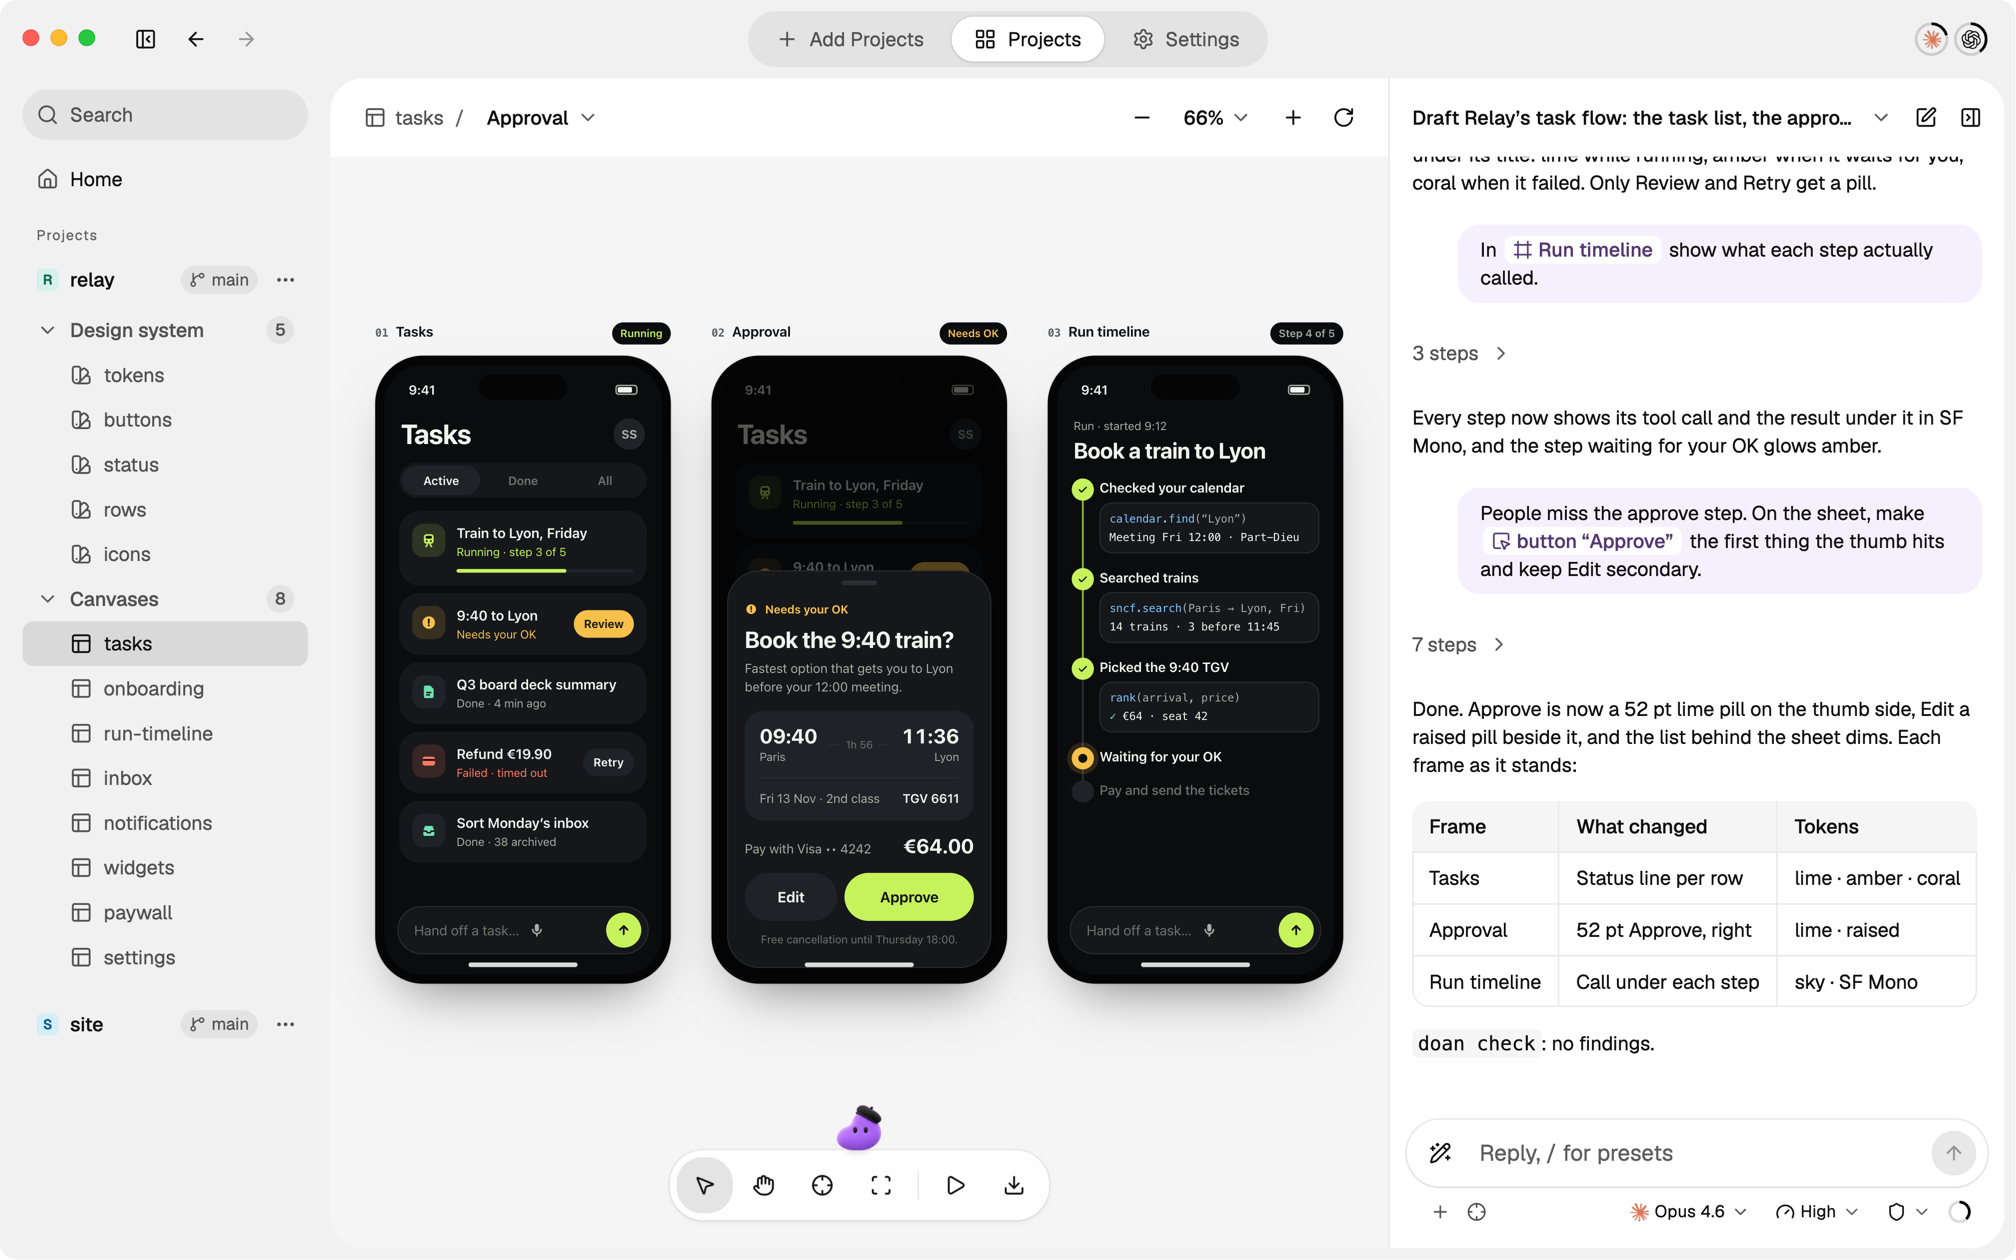 Add Projects
Projects
Settings
Search
Home
Projects
R relay main
Design system 5
tokens
buttons
status
rows
icons
Canvases 8
tasks
onboarding
run-timeline
inbox
notifications
widgets
paywall
settings
S site main
tasks / Approval
66%
01 Tasks Running
9:41
Tasks
SS
Active Done All
Train to Lyon, Friday
Running · step 3 of 5
9:40 to Lyon
Needs your OK
Review
Q3 board deck summary
Done · 4 min ago
Refund €19.90
Failed · timed out
Retry
Sort Monday’s inbox
Done · 38 archived
Hand off a task...
02 Approval Needs OK
9:41
Tasks
SS
Train to Lyon, Friday
Running · step 3 of 5
9:40 to Lyon
Needs your OK
Book the 9:40 train?
Fastest option that gets you to Lyon
before your 12:00 meeting.
09:40 1h 56 11:36
Paris Lyon
Fri 13 Nov · 2nd class TGV 6611
Pay with Visa •• 4242 €64.00
Edit Approve
Free cancellation until Thursday 18:00.
03 Run timeline Step 4 of 5
9:41
Run · started 9:12
Book a train to Lyon
Checked your calendar
calendar.find(“Lyon”)
Meeting Fri 12:00 · Part–Dieu
Searched trains
sncf.search(Paris → Lyon, Fri)
14 trains · 3 before 11:45
Picked the 9:40 TGV
rank(arrival, price)
✓ €64 · seat 42
Waiting for your OK
Pay and send the tickets
Hand off a task...
Draft Relay’s task flow: the task list, the appro...
under its title: lime while running, amber when it waits for you,
coral when it failed. Only Review and Retry get a pill.
In Run timeline show what each step actually
called.
3 steps
Every step now shows its tool call and the result under it in SF
Mono, and the step waiting for your OK glows amber.
People miss the approve step. On the sheet, make
button “Approve” the first thing the thumb hits
and keep Edit secondary.
7 steps
Done. Approve is now a 52 pt lime pill on the thumb side, Edit a
raised pill beside it, and the list behind the sheet dims. Each
frame as it stands:
Frame What changed Tokens
Tasks Status line per row lime · amber · coral
Approval 52 pt Approve, right lime · raised
Run timeline Call under each step sky · SF Mono
doan check: no findings.
Reply, / for presets
Opus 4.6 High